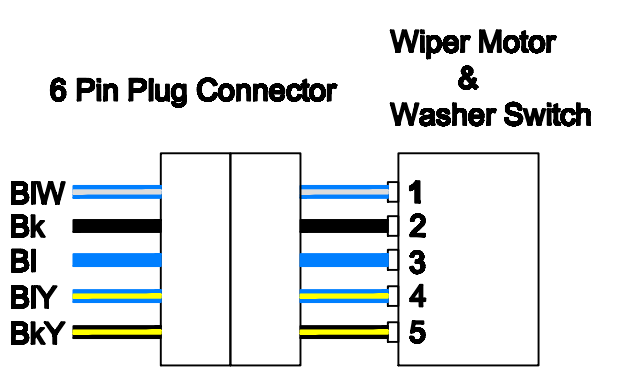 Wiper Motor
&
Washer Switch
6 Pin Plug Connector
BlW
Bk
Bl
BlY
BkY
1
2
3
4
5